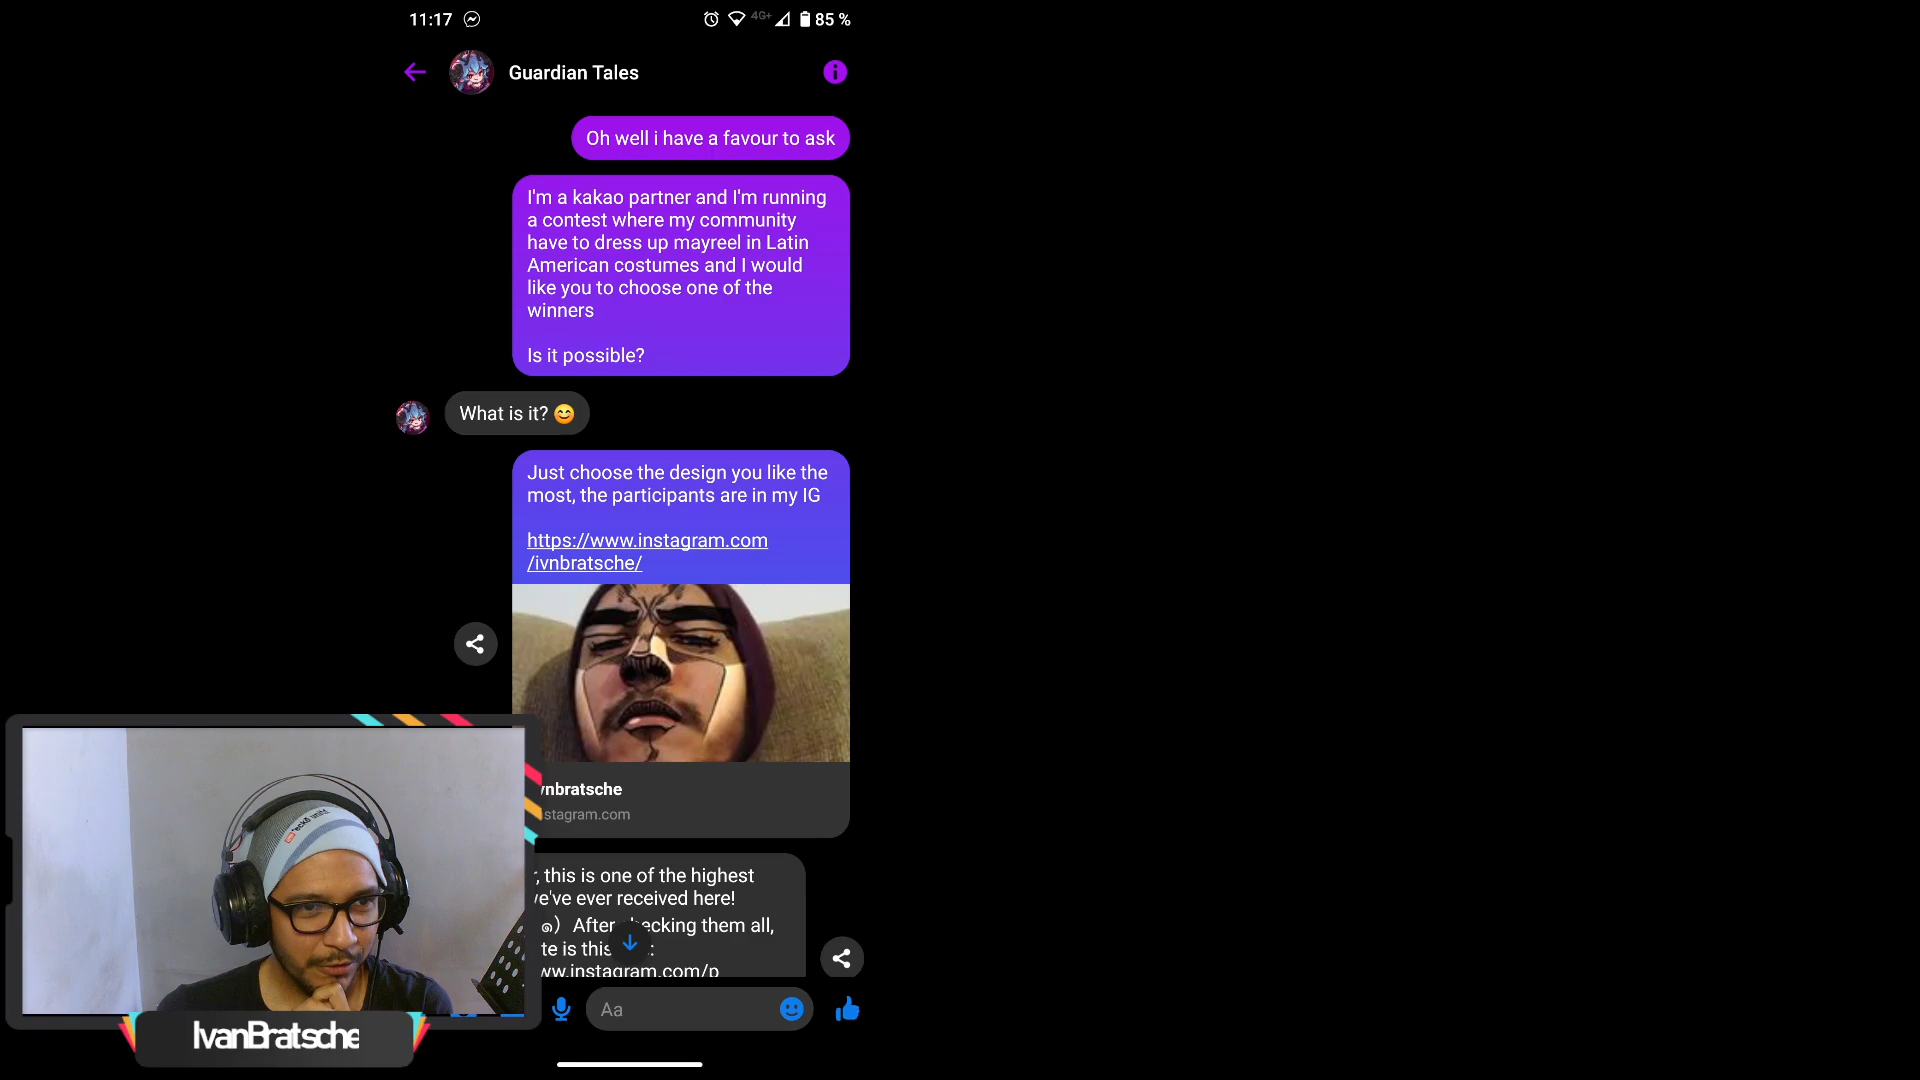 11:17
4G+
85 %
Guardian Tales
Oh well i have a favour to ask
I'm a kakao partner and I'm running
a contest where my community
have to dress up mayreel in Latin
American costumes and I would
like you to choose one of the
winners
Is it possible?
What is it? 😊
Just choose the design you like the
most, the participants are in my IG
https://www.instagram.com
/ivnbratsche/
vnbratsche
stagram.com
, this is one of the highest
've ever received here!
After
ecking them all,
te is this
:
ww.instagram.com/p
Aa
ecko unltd
IvanBratsche